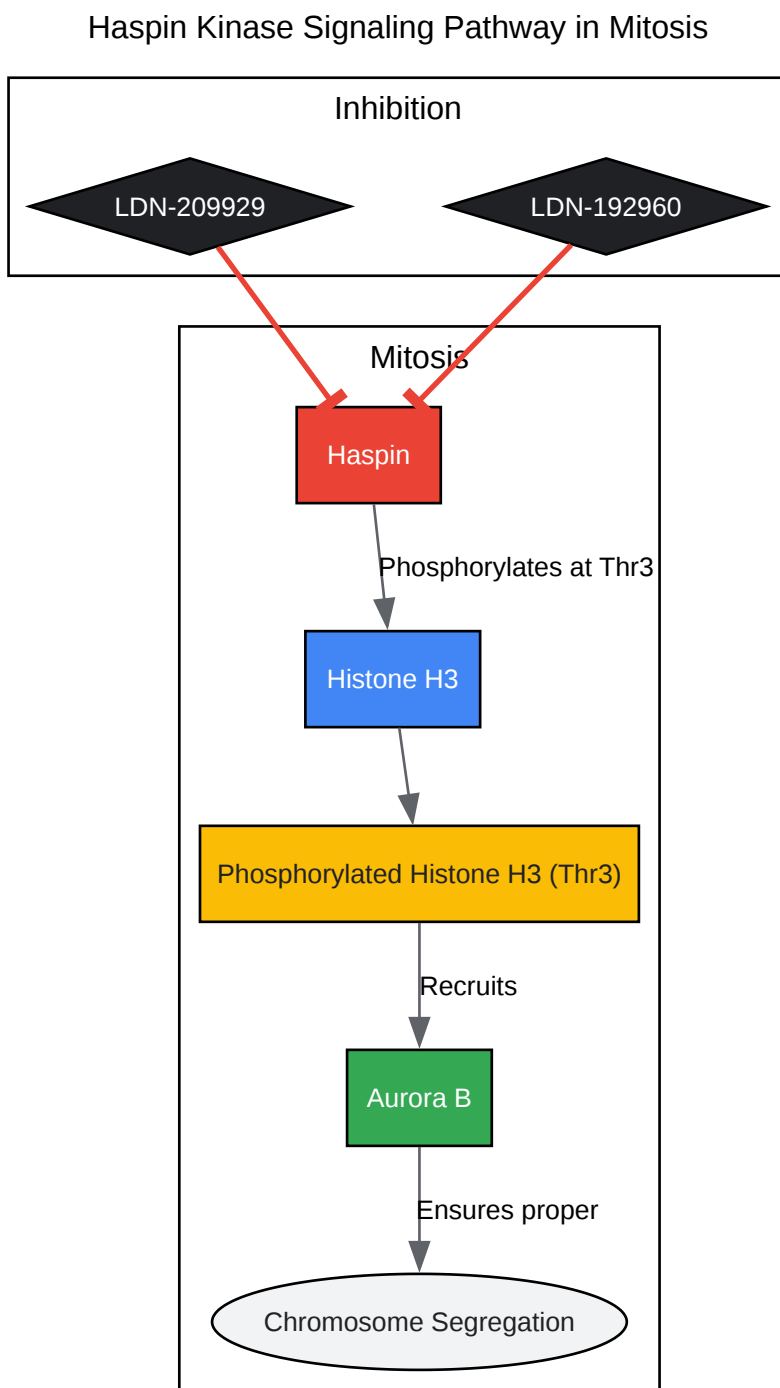 Haspin Kinase Signaling Pathway in Mitosis
Inhibition
LDN-209929
LDN-192960
Mitosis
Haspin
Phosphorylates at Thr3
Histone H3
Phosphorylated Histone H3 (Thr3)
Recruits
Aurora B
Ensures proper
Chromosome Segregation